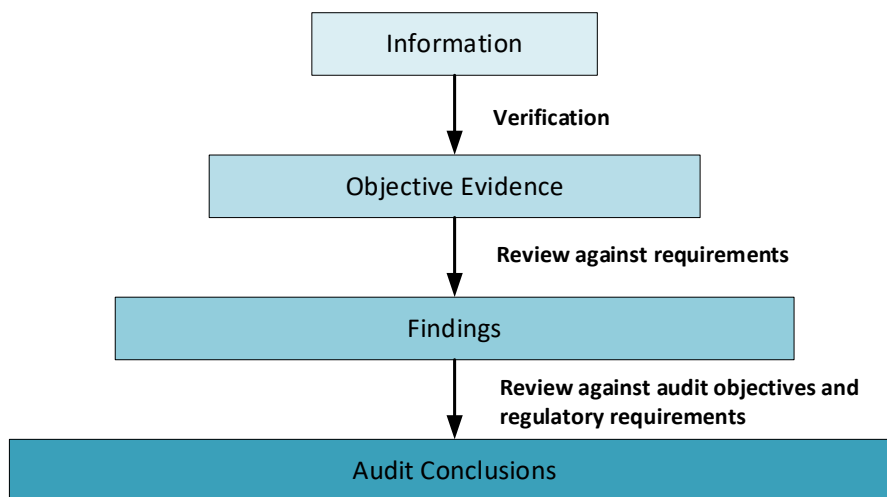 Information
Verification
Objective Evidence
Review against requirements
Findings
Review against audit objectives and
regulatory requirements
Audit Conclusions